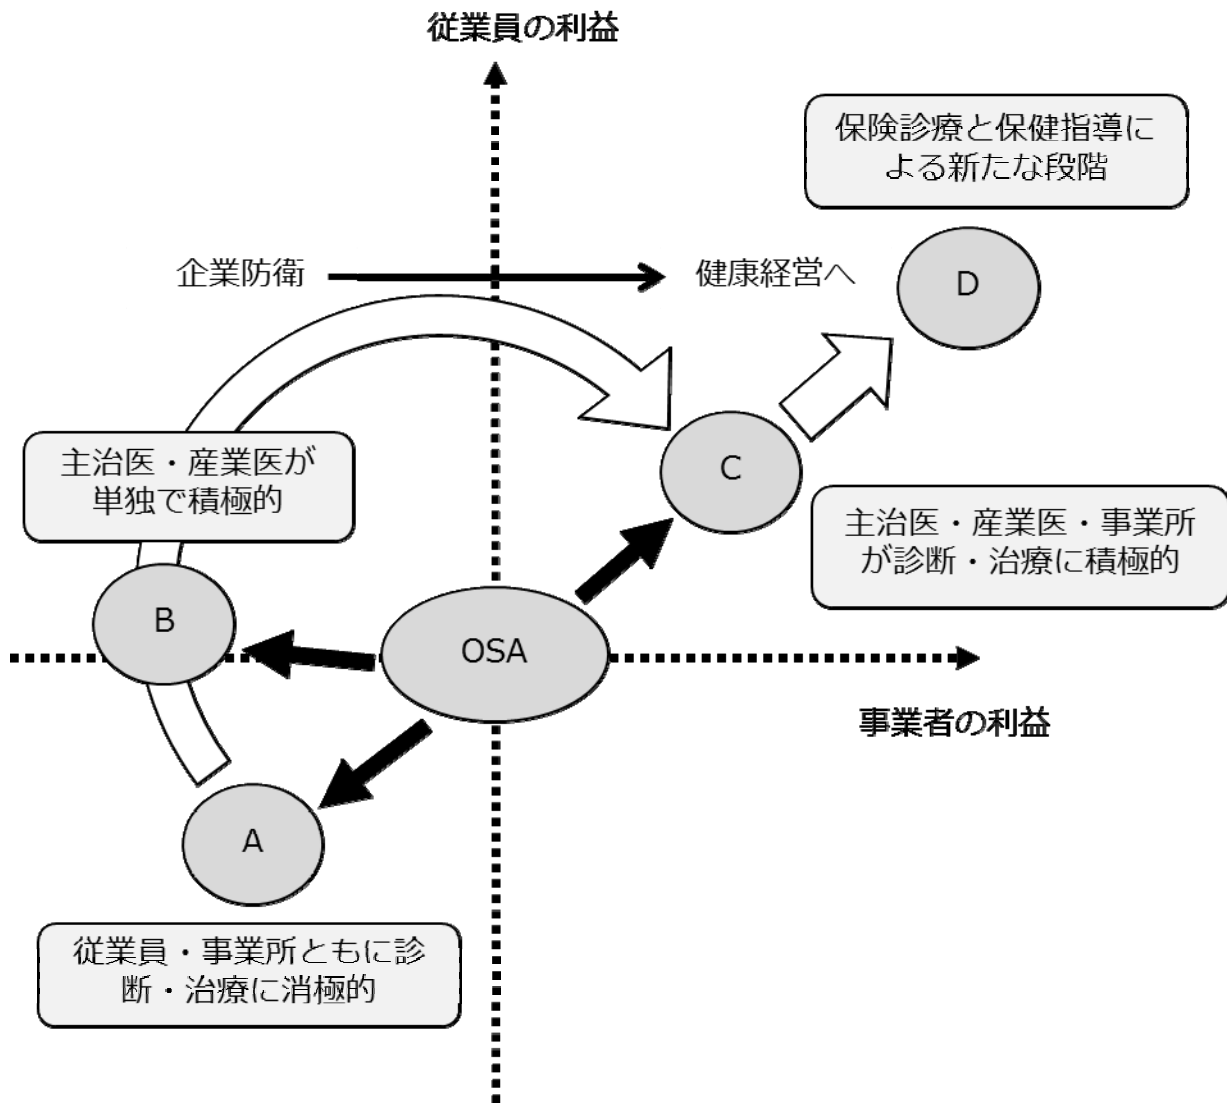 従業員の利益
保険診療と保健指導に
よる新たな段階
企業防衛
健康経営へ
D
主治医・産業医が
単独で積極的
C
主治医・産業医・事業所
が診断・治療に積極的
B
OSA
事業者の利益
A
従業員・事業所ともに診
断・治療に消極的